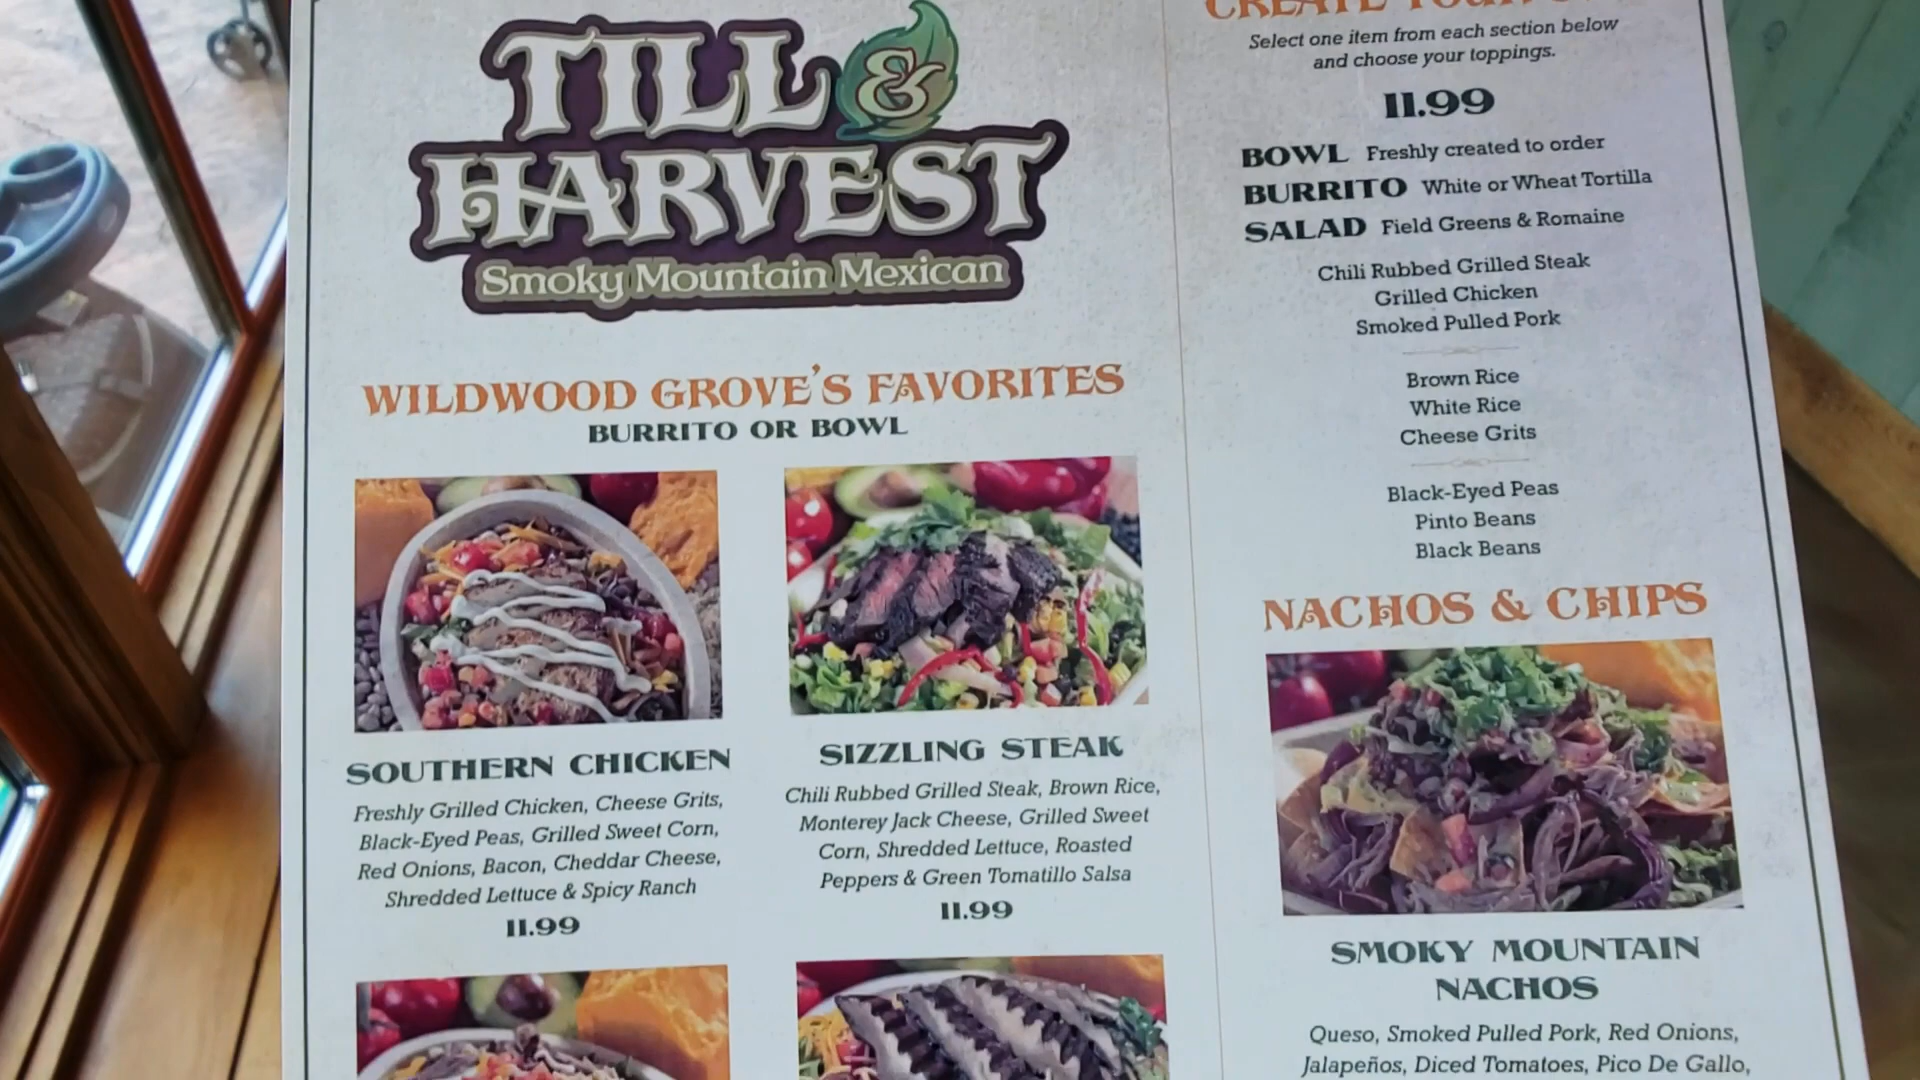 TILL &
HARVEST
Smoky Mountain Mexican
WILDWOOD GROVE'S FAVORITES
BURRITO OR BOWL
SOUTHERN CHICKEN
Freshly Grilled Chicken, Cheese Grits,
Black-Eyed Peas, Grilled Sweet Corn,
Red Onions, Bacon, Cheddar Cheese,
Shredded Lettuce & Spicy Ranch
11.99
SIZZLING STEAK
Chili Rubbed Grilled Steak, Brown Rice,
Monterey Jack Cheese, Grilled Sweet
Corn, Shredded Lettuce, Roasted
Peppers & Green Tomatillo Salsa
11.99
CREATE YOUR
Select one item from each section below
and choose your toppings.
11.99
BOWL Freshly created to order
BURRITO White or Wheat Tortilla
SALAD Field Greens & Romaine
Chili Rubbed Grilled Steak
Grilled Chicken
Smoked Pulled Pork
Brown Rice
White Rice
Cheese Grits
Black-Eyed Peas
Pinto Beans
Black Beans
NACHOS & CHIPS
SMOKY MOUNTAIN
NACHOS
Queso, Smoked Pulled Pork, Red Onions,
Jalapeños, Diced Tomatoes, Pico De Gallo,